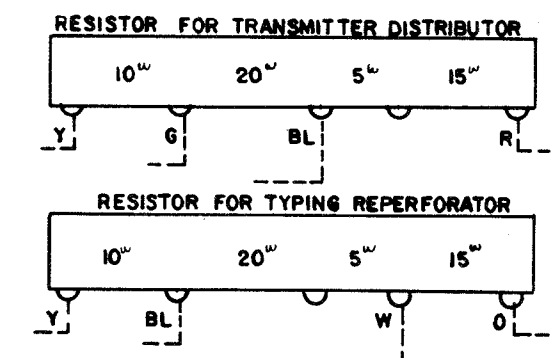 RESISTOR FOR TRANSMITTER DISTRIBUTOR
10ω 20ω 5ω 15ω
Y G BL R
RESISTOR FOR TYPING REPERFORATOR
10ω 20ω 5ω 15ω
Y BL W O